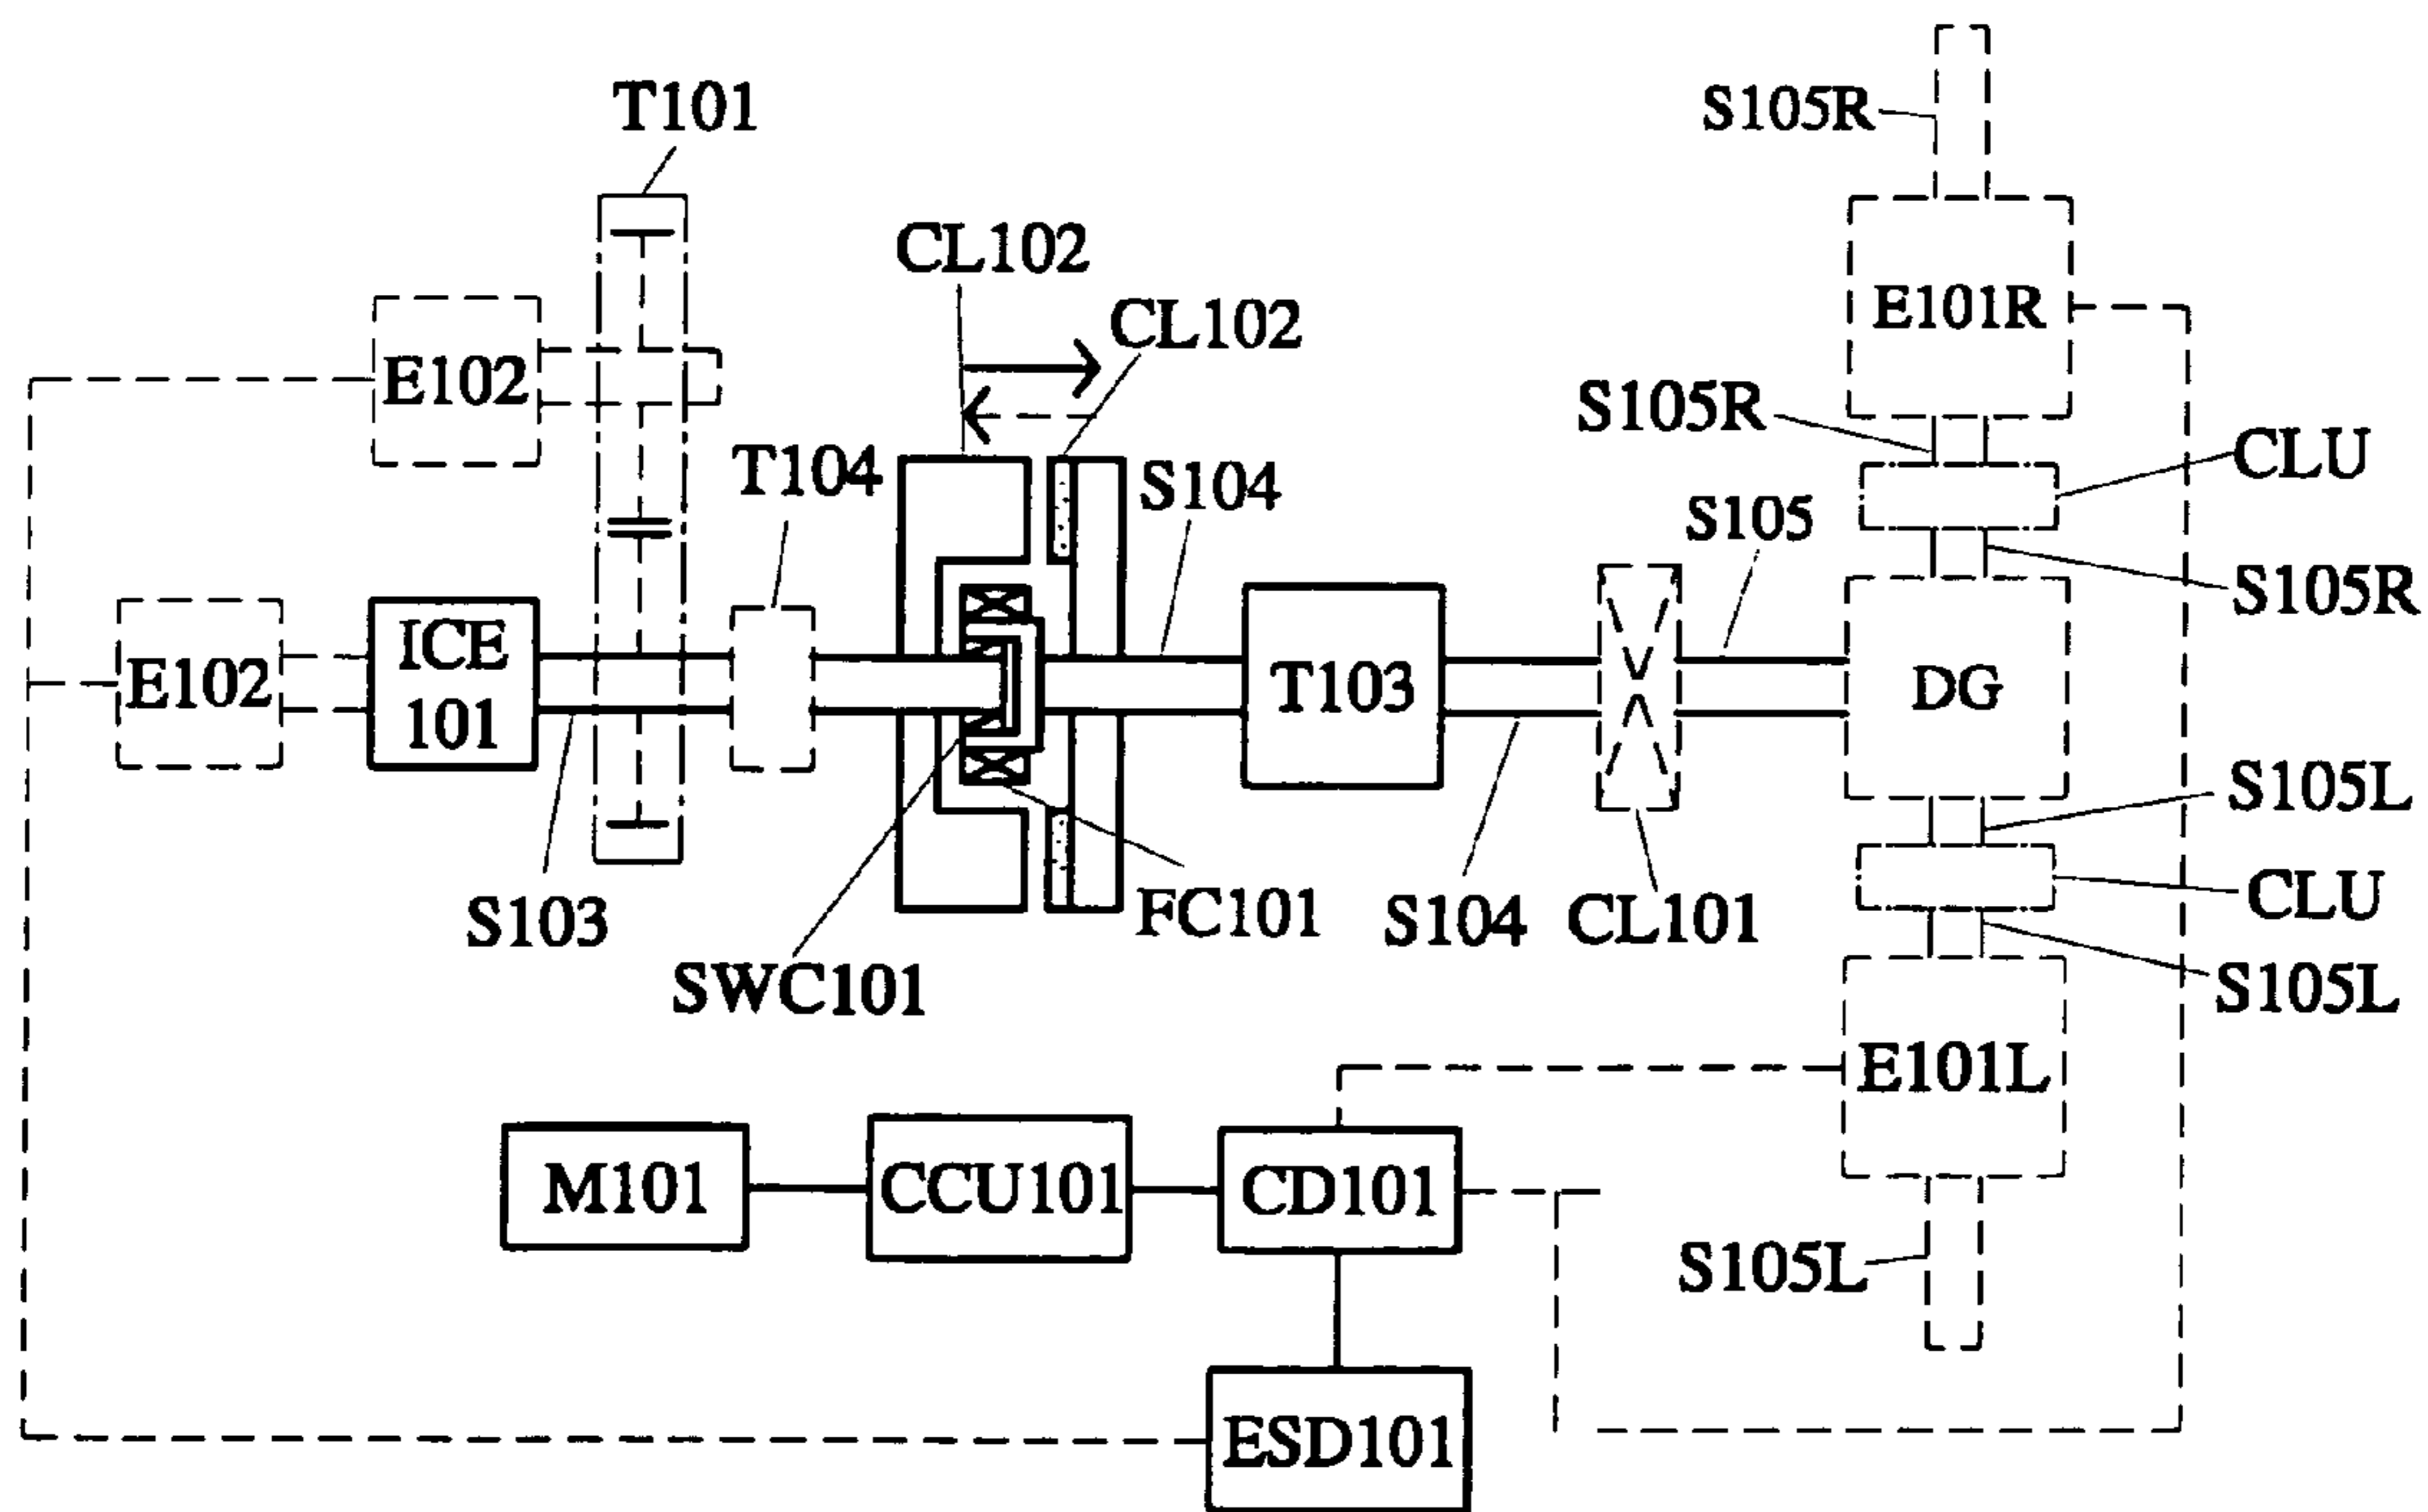 T101
S105R
CL102
CL102
E101R
E102
S105R
T104
S104
CLU
S105
S105R
ICE
101
E102
T103
DG
S105L
S103
FC101
S104
CL101
CLU
SWC101
S105L
E101L
M101
CCU101
CD101
S105L
ESD101